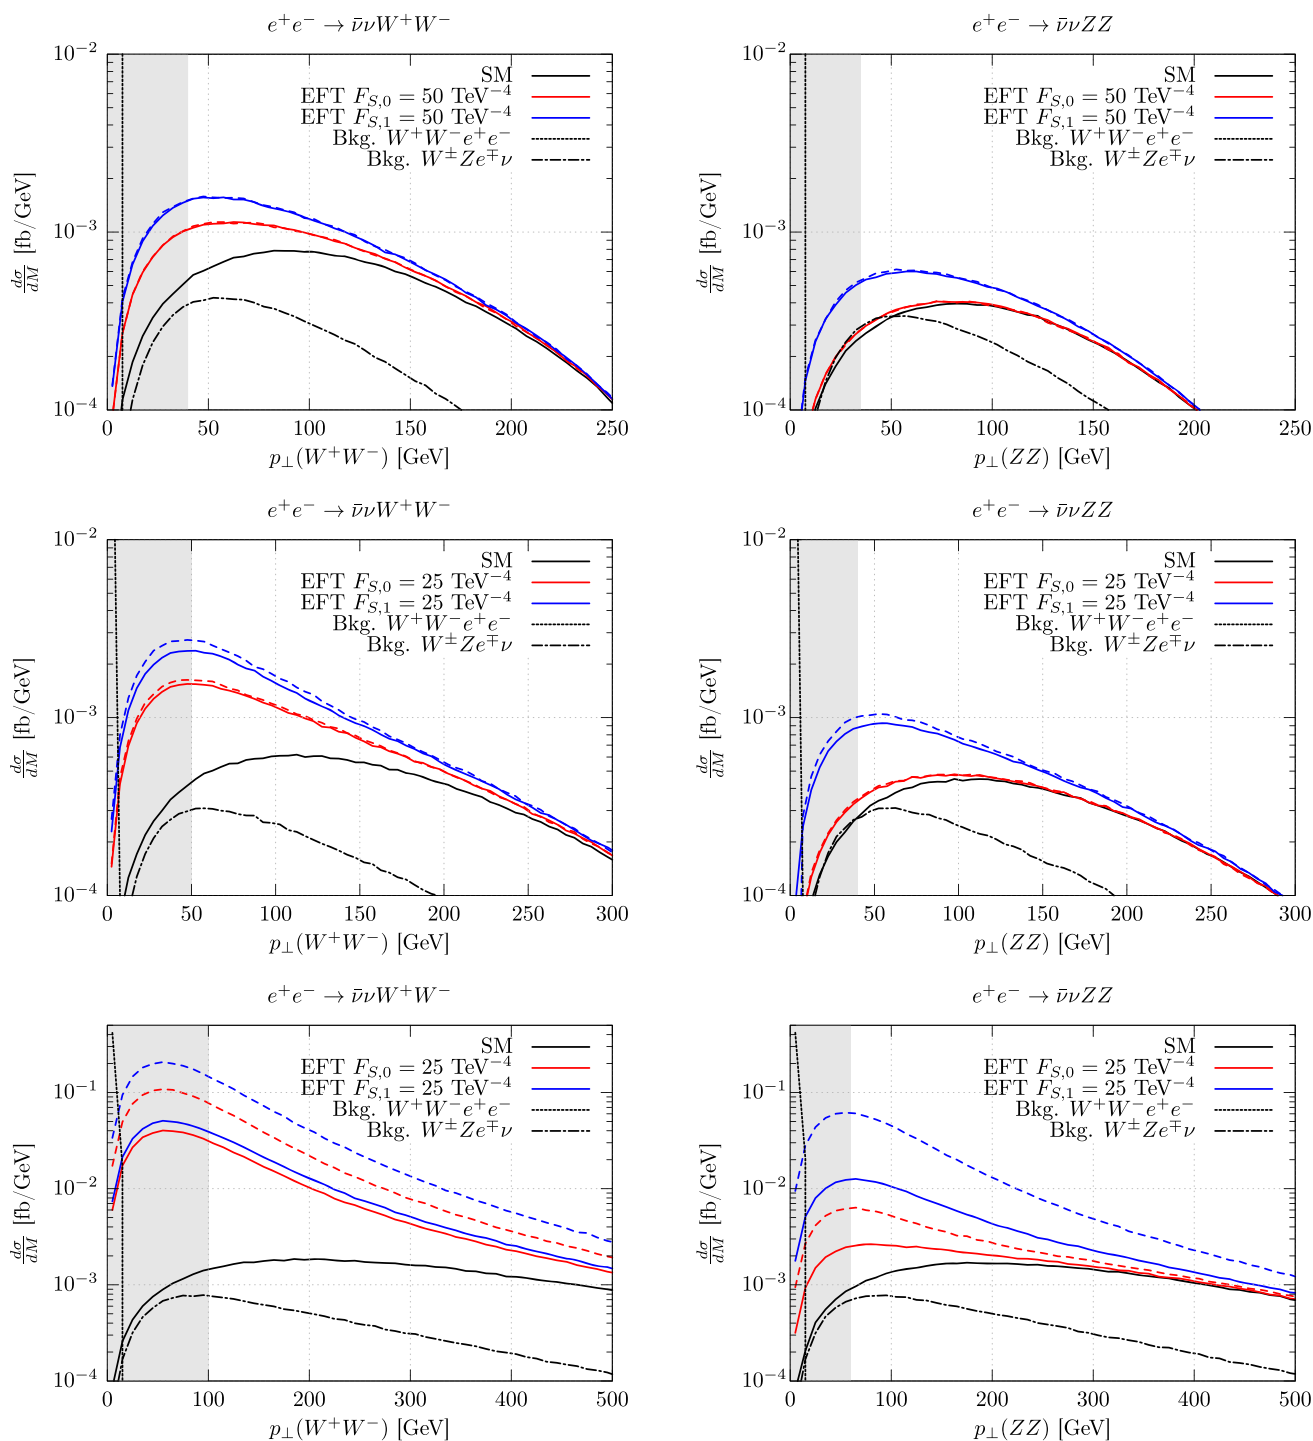 e⁺e⁻ → ν̄νW⁺W⁻
10⁻²
10⁻³
10⁻⁴
dσ/dM [fb/GeV]
SM
EFT F_{S,0} = 50 TeV⁻⁴
EFT F_{S,1} = 50 TeV⁻⁴
Bkg. W⁺W⁻e⁺e⁻
Bkg. W^±Ze^∓ν
0 50 100 150 200 250
p_⊥(W⁺W⁻) [GeV]
e⁺e⁻ → ν̄νZZ
10⁻²
10⁻³
10⁻⁴
dσ/dM [fb/GeV]
SM
EFT F_{S,0} = 50 TeV⁻⁴
EFT F_{S,1} = 50 TeV⁻⁴
Bkg. W⁺W⁻e⁺e⁻
Bkg. W^±Ze^∓ν
0 50 100 150 200 250
p_⊥(ZZ) [GeV]
e⁺e⁻ → ν̄νW⁺W⁻
10⁻²
10⁻³
10⁻⁴
dσ/dM [fb/GeV]
SM
EFT F_{S,0} = 25 TeV⁻⁴
EFT F_{S,1} = 25 TeV⁻⁴
Bkg. W⁺W⁻e⁺e⁻
Bkg. W^±Ze^∓ν
0 50 100 150 200 250 300
p_⊥(W⁺W⁻) [GeV]
e⁺e⁻ → ν̄νZZ
10⁻²
10⁻³
10⁻⁴
dσ/dM [fb/GeV]
SM
EFT F_{S,0} = 25 TeV⁻⁴
EFT F_{S,1} = 25 TeV⁻⁴
Bkg. W⁺W⁻e⁺e⁻
Bkg. W^±Ze^∓ν
0 50 100 150 200 250 300
p_⊥(ZZ) [GeV]
e⁺e⁻ → ν̄νW⁺W⁻
10⁻¹
10⁻²
10⁻³
10⁻⁴
dσ/dM [fb/GeV]
SM
EFT F_{S,0} = 25 TeV⁻⁴
EFT F_{S,1} = 25 TeV⁻⁴
Bkg. W⁺W⁻e⁺e⁻
Bkg. W^±Ze^∓ν
0 100 200 300 400 500
p_⊥(W⁺W⁻) [GeV]
e⁺e⁻ → ν̄νZZ
10⁻¹
10⁻²
10⁻³
10⁻⁴
dσ/dM [fb/GeV]
SM
EFT F_{S,0} = 25 TeV⁻⁴
EFT F_{S,1} = 25 TeV⁻⁴
Bkg. W⁺W⁻e⁺e⁻
Bkg. W^±Ze^∓ν
0 100 200 300 400 500
p_⊥(ZZ) [GeV]